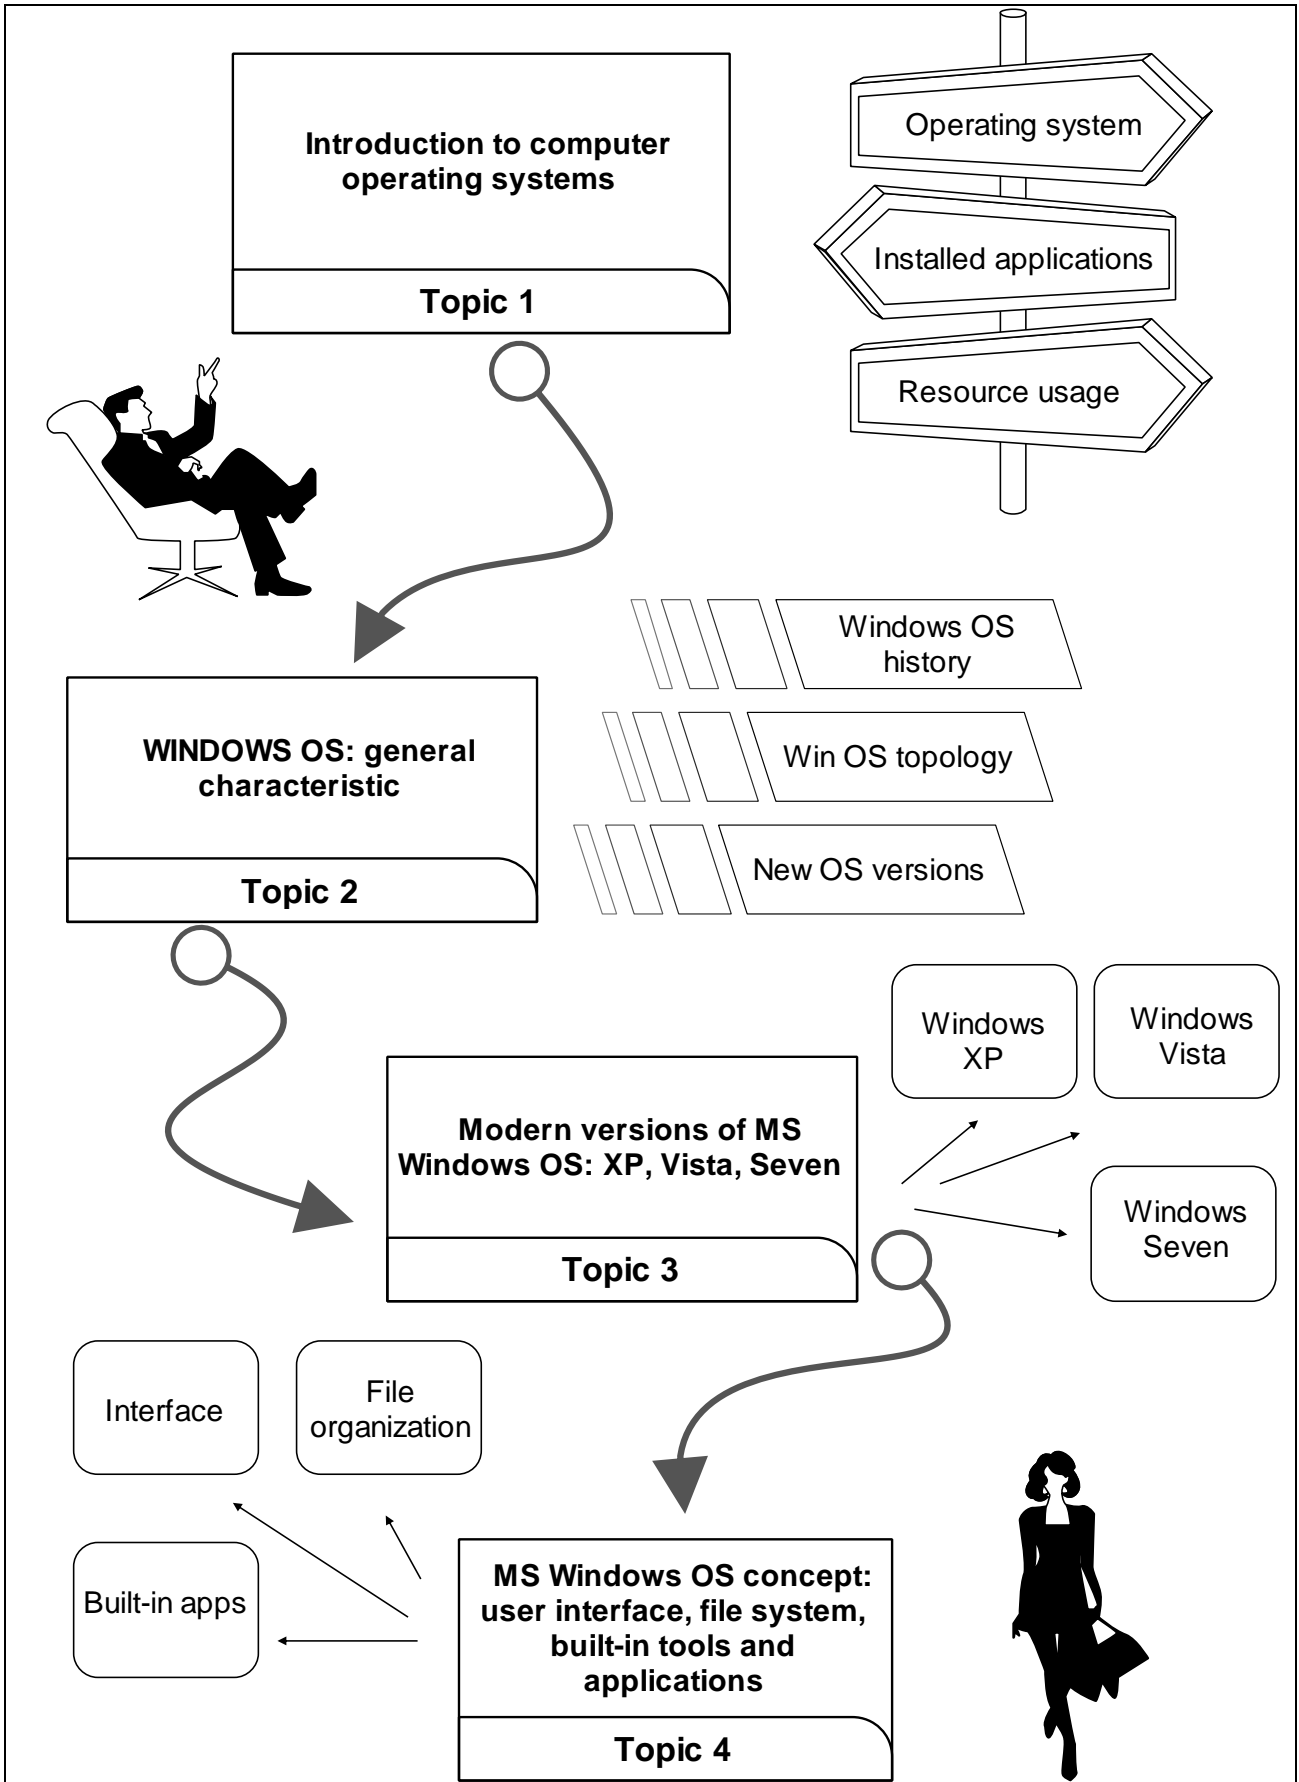 Introduction to computer
operating systems
Topic 1
Operating system
Installed applications
Resource usage
WINDOWS OS: general
characteristic
Topic 2
Windows OS
history
Win OS topology
New OS versions
Modern versions of MS
Windows OS: XP, Vista, Seven
Topic 3
Windows
XP
Windows
Vista
Windows
Seven
Interface
File
organization
Built-in apps
MS Windows OS concept:
user interface, file system,
built-in tools and
applications
Topic 4